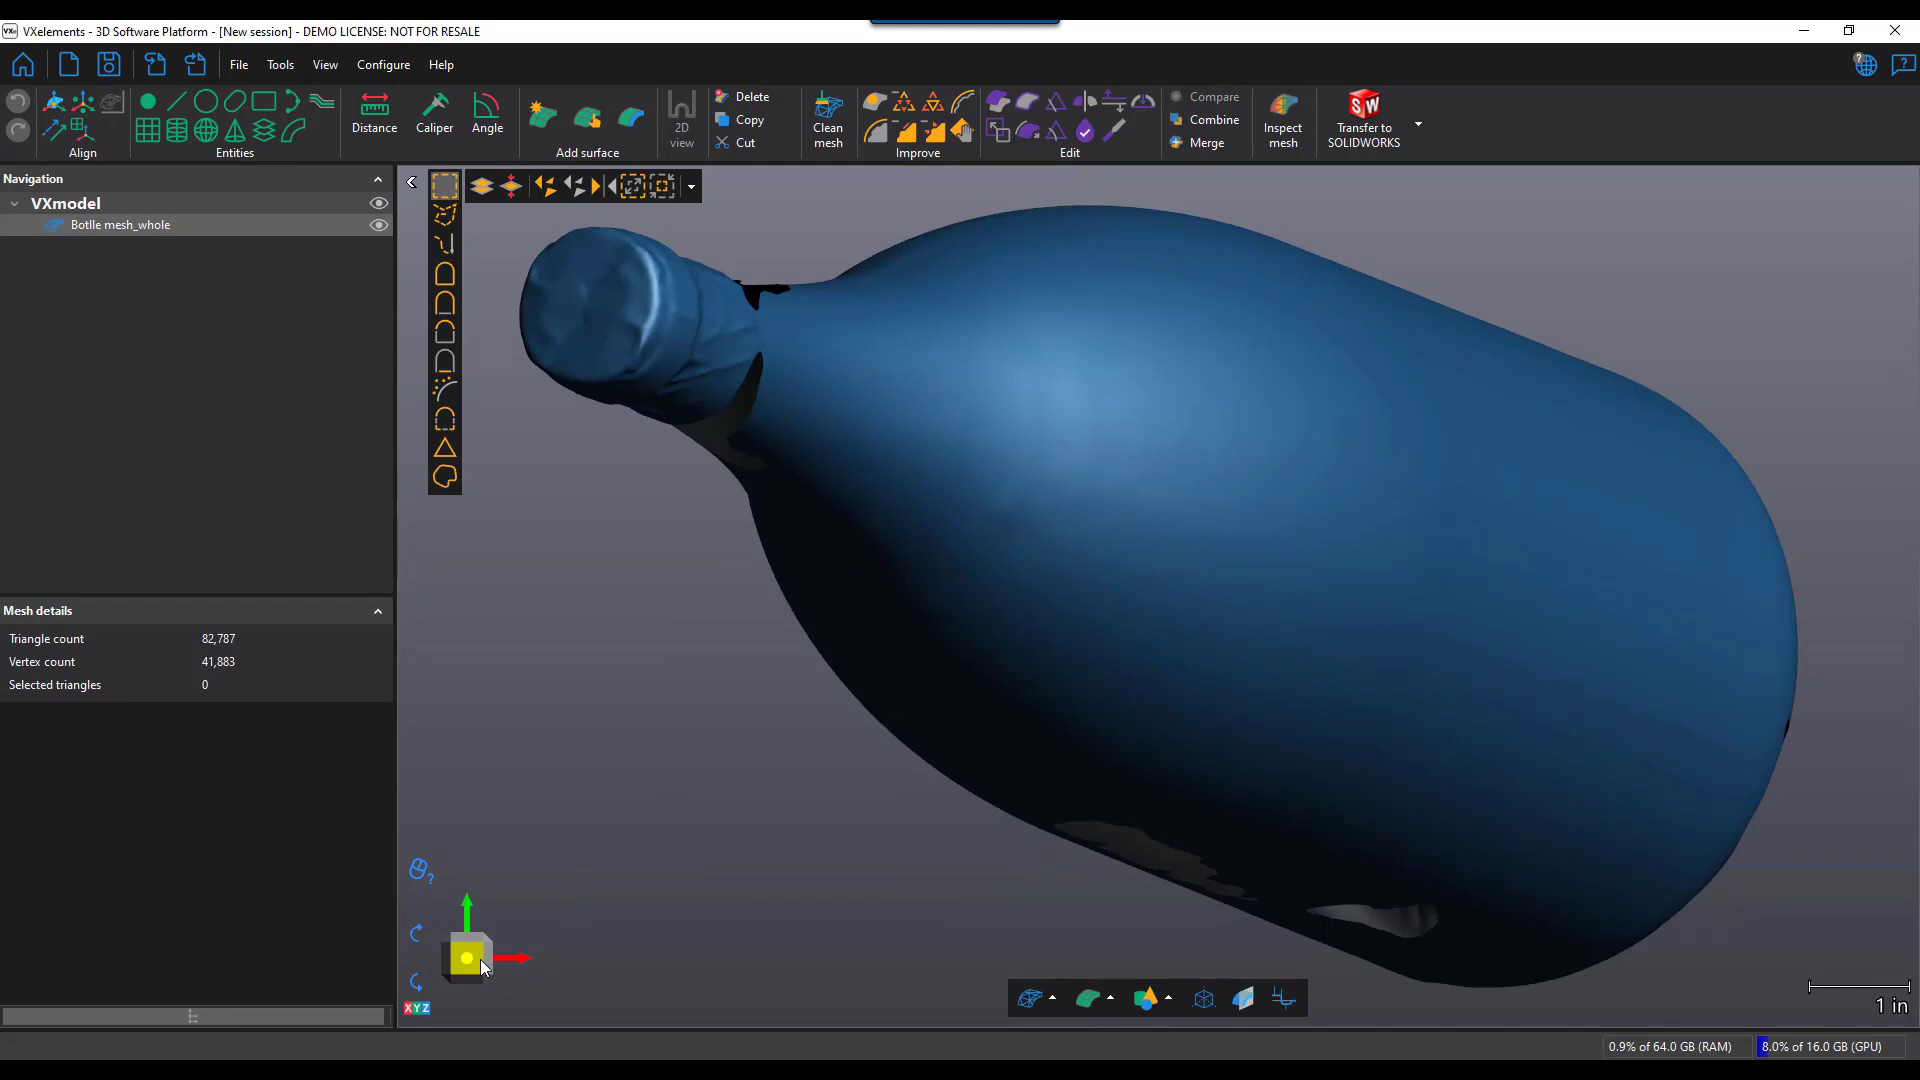 VXelements - 3D Software Platform - [New session] - DEMO LICENSE: NOT FOR RESALE
File Tools View Configure Help
Align
Entities
Distance
Caliper
Angle
Add surface
2D view
Delete
Copy
Cut
Clean mesh
Improve
Edit
Compare
Combine
Merge
Inspect mesh
Transfer to SOLIDWORKS
Navigation
VXmodel
Botlle mesh_whole
Mesh details
Triangle count 82,787
Vertex count 41,883
Selected triangles 0
XYZ
1 in
0.9% of 64.0 GB (RAM) 8.0% of 16.0 GB (GPU)